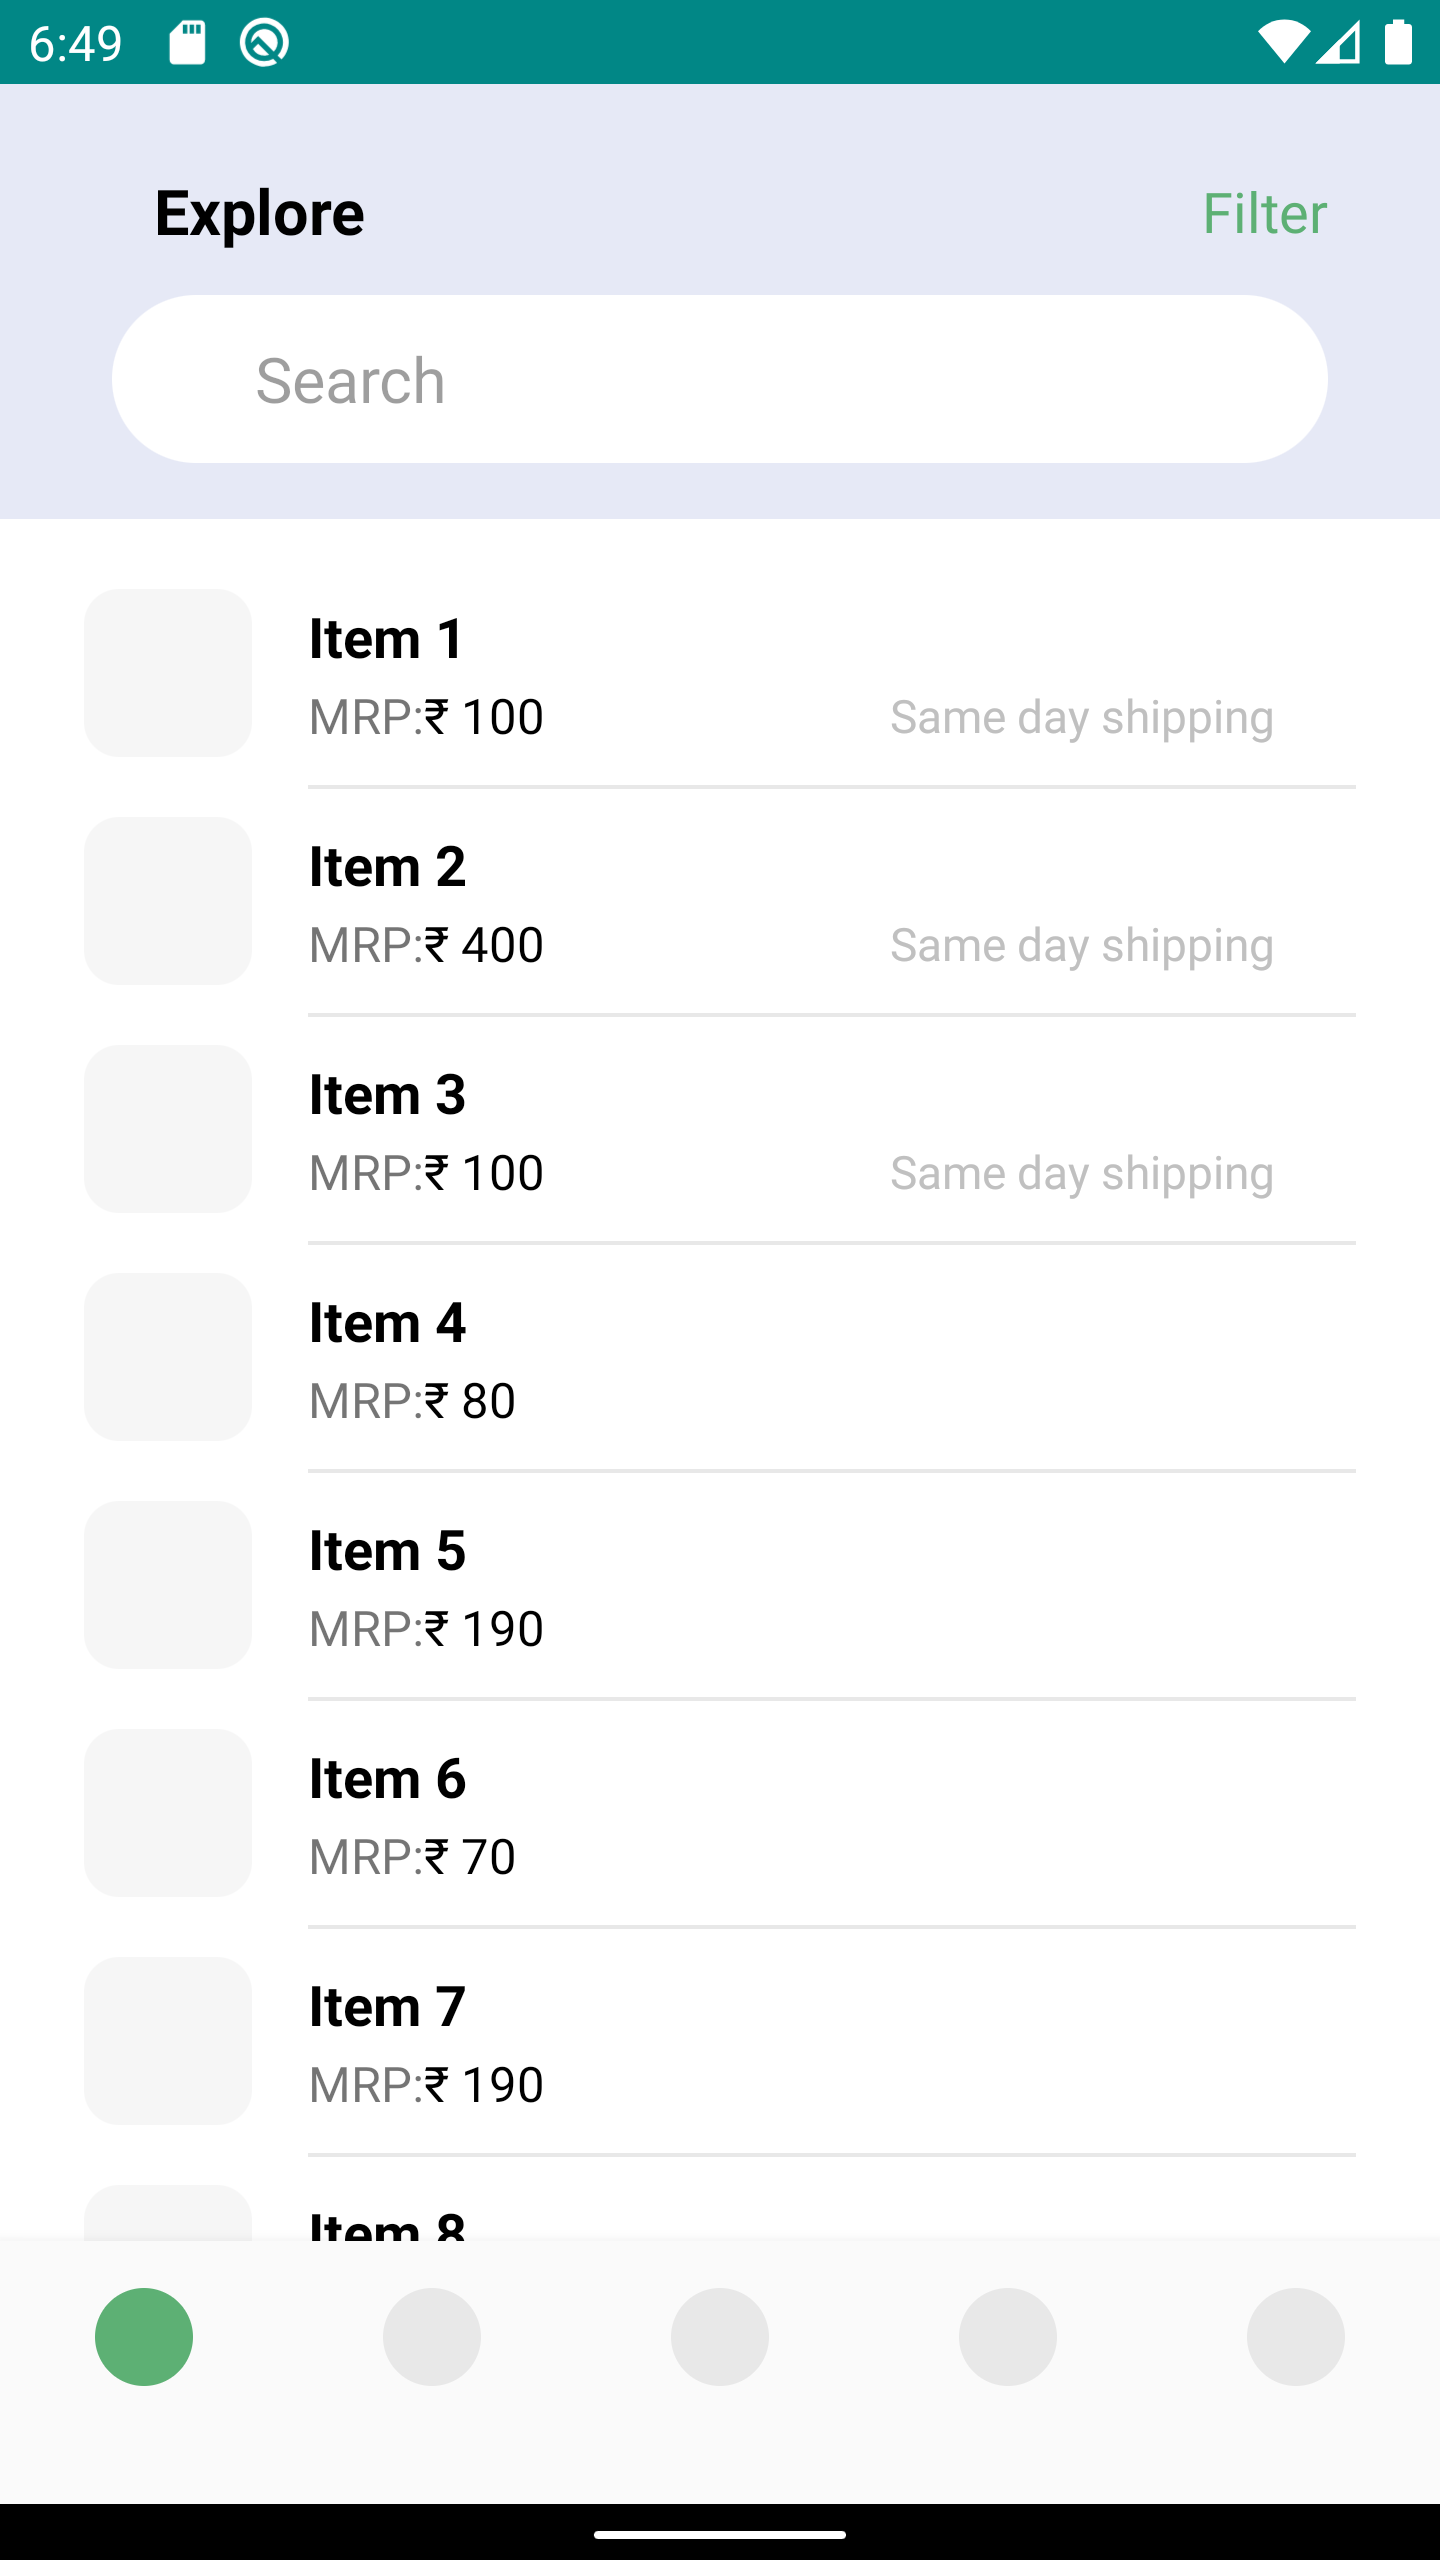 6:49
Explore
Filter
Search
Item 1
MRP:₹ 100
Same day shipping
Item 2
MRP:₹ 400
Same day shipping
Item 3
MRP:₹ 100
Same day shipping
Item 4
MRP:₹ 80
Item 5
MRP:₹ 190
Item 6
MRP:₹ 70
Item 7
MRP:₹ 190
Item 8